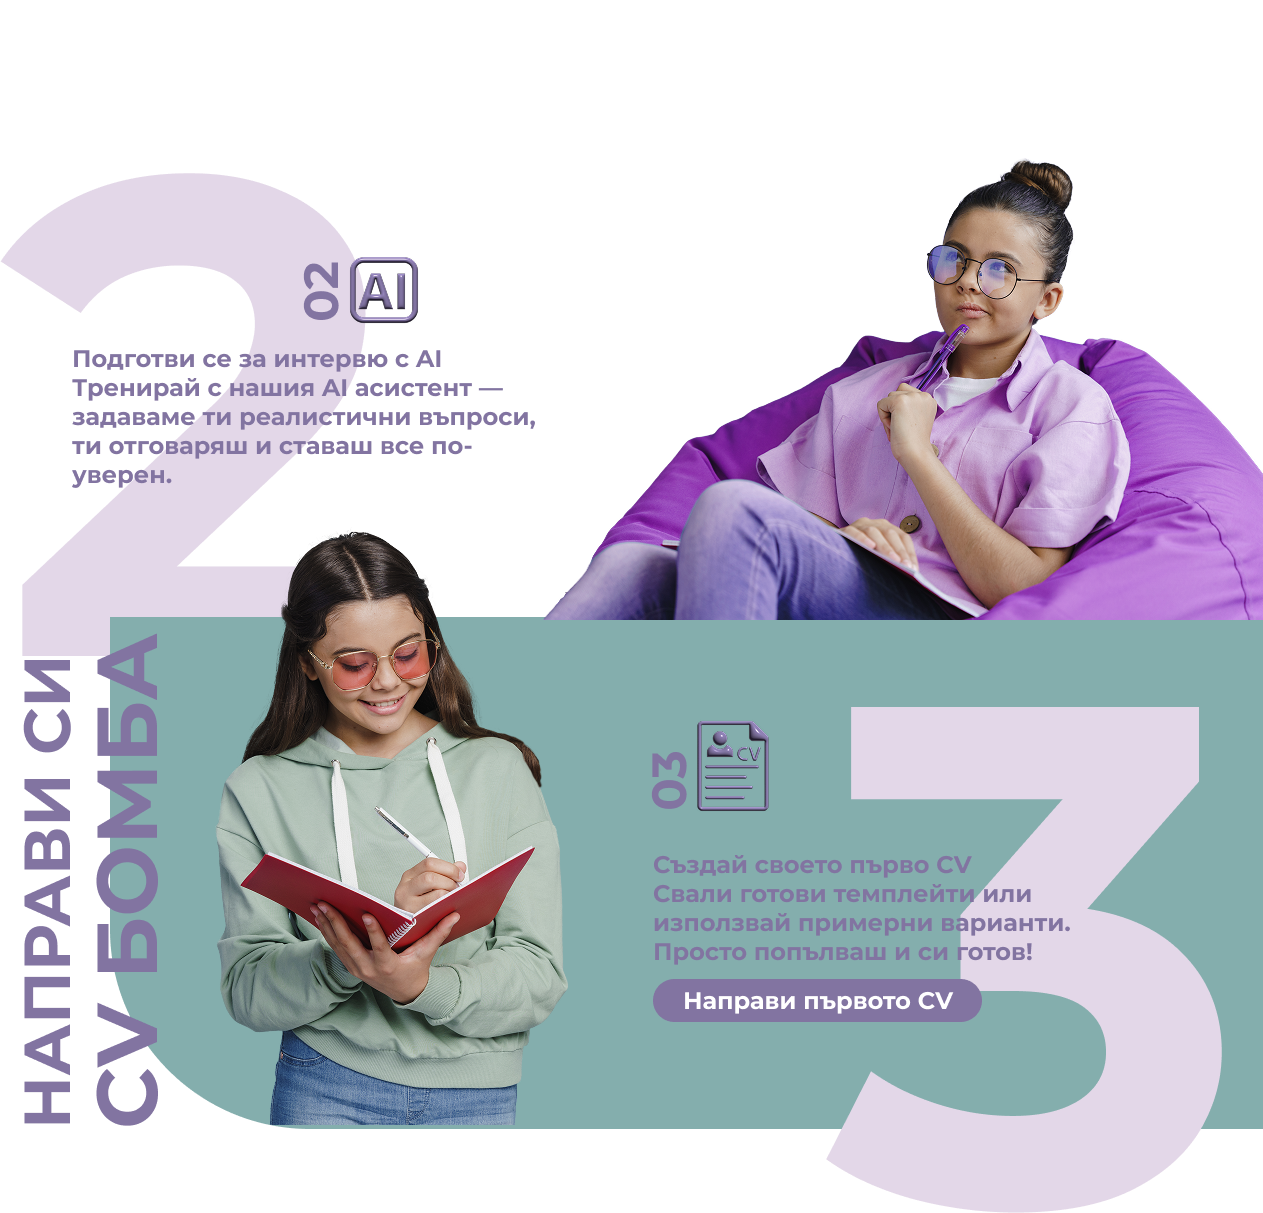 2
02
AI
Подготви се за интервю с AI
Тренирай с нашия AI асистент —
задаваме ти реалистични въпроси,
ти отговаряш и ставаш все по-
уверен.
НАПРАВИ СИ
CV БОМБА
3
03
CV
Създай своето първо CV
Свали готови темплейти или
използвай примерни варианти.
Просто попълваш и си готов!
Направи първото CV